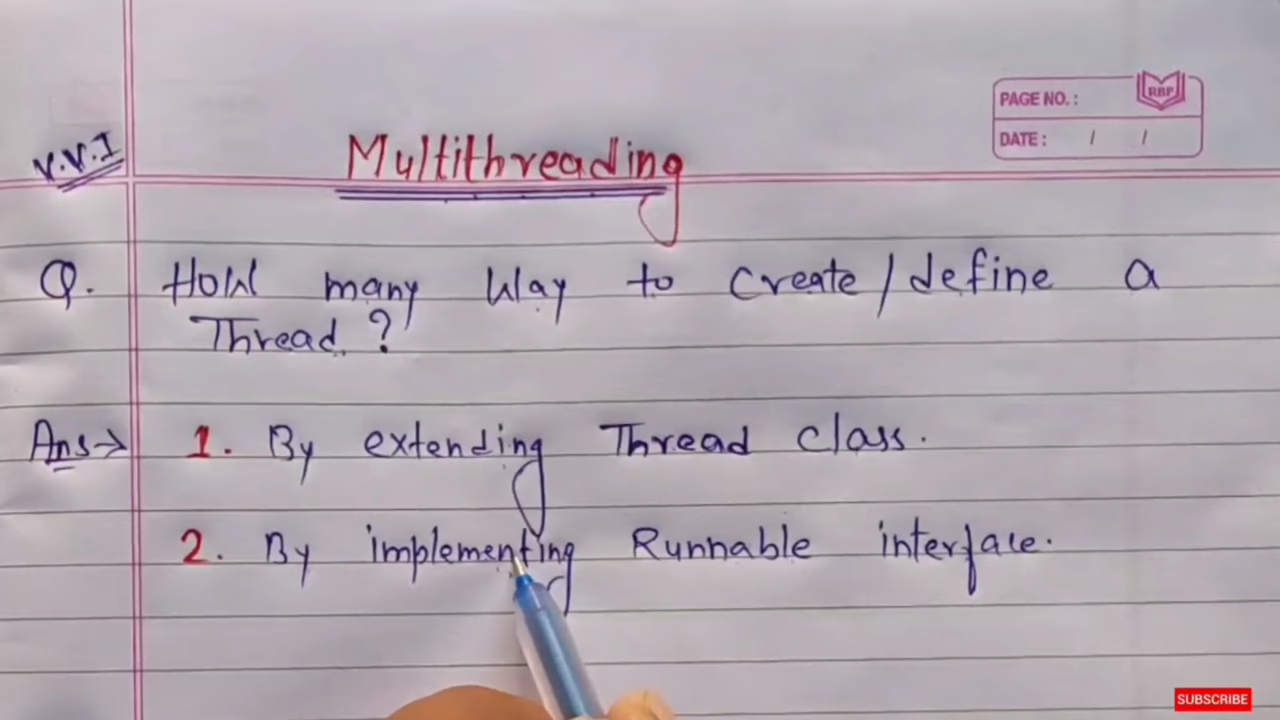 PAGE NO. :
RBP
DATE : / /
V.V.I
Multithreading
Q. How many way to create/define a
Thread ?
Ans→ 1. By extending Thread class.
2. By implementing Runnable interface.
SUBSCRIBE